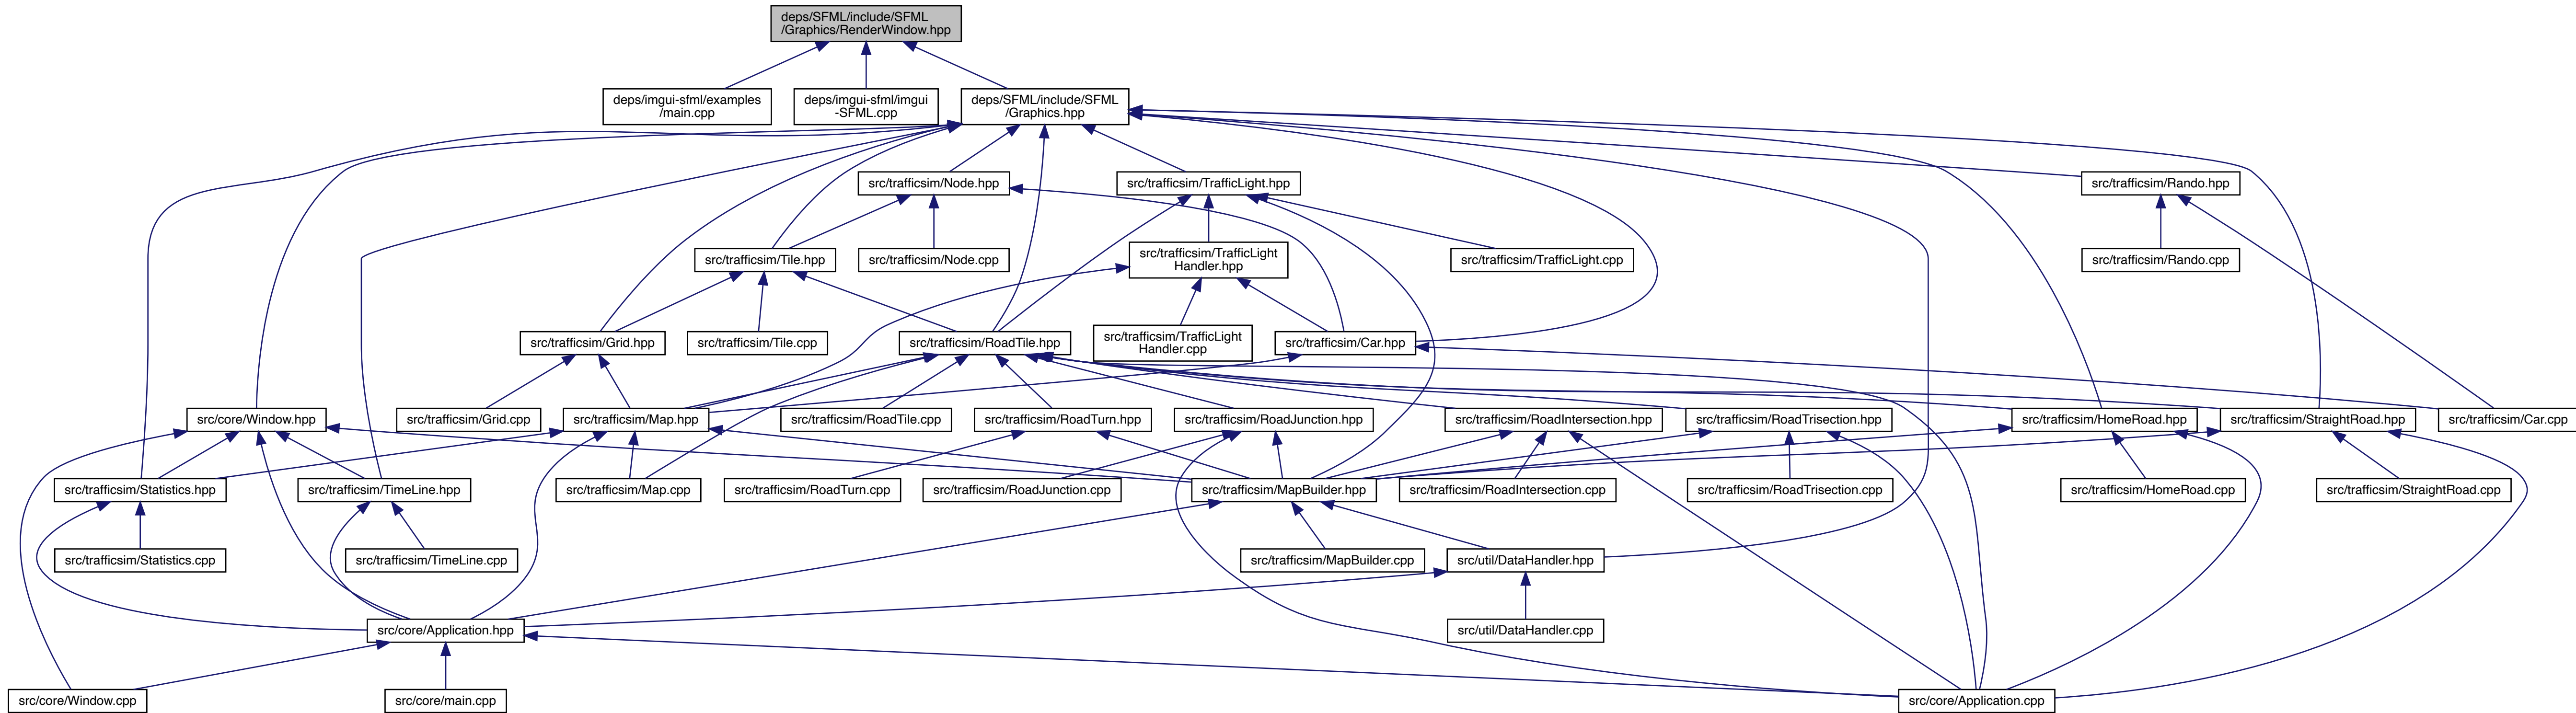 deps/SFML/include/SFML
/Graphics/RenderWindow.hpp
deps/imgui-sfml/examples
/main.cpp
deps/imgui-sfml/imgui
-SFML.cpp
deps/SFML/include/SFML
/Graphics.hpp
src/trafficsim/Node.hpp
src/trafficsim/TrafficLight.hpp
src/trafficsim/Rando.hpp
src/trafficsim/Tile.hpp
src/trafficsim/Node.cpp
src/trafficsim/TrafficLight
Handler.hpp
src/trafficsim/TrafficLight.cpp
src/trafficsim/Rando.cpp
src/trafficsim/Grid.hpp
src/trafficsim/Tile.cpp
src/trafficsim/RoadTile.hpp
src/trafficsim/TrafficLight
Handler.cpp
src/trafficsim/Car.hpp
src/core/Window.hpp
src/trafficsim/Grid.cpp
src/trafficsim/Map.hpp
src/trafficsim/RoadTile.cpp
src/trafficsim/RoadTurn.hpp
src/trafficsim/RoadJunction.hpp
src/trafficsim/RoadIntersection.hpp
src/trafficsim/RoadTrisection.hpp
src/trafficsim/HomeRoad.hpp
src/trafficsim/StraightRoad.hpp
src/trafficsim/Car.cpp
src/trafficsim/Statistics.hpp
src/trafficsim/TimeLine.hpp
src/trafficsim/Map.cpp
src/trafficsim/RoadTurn.cpp
src/trafficsim/RoadJunction.cpp
src/trafficsim/MapBuilder.hpp
src/trafficsim/RoadIntersection.cpp
src/trafficsim/RoadTrisection.cpp
src/trafficsim/HomeRoad.cpp
src/trafficsim/StraightRoad.cpp
src/trafficsim/Statistics.cpp
src/trafficsim/TimeLine.cpp
src/trafficsim/MapBuilder.cpp
src/util/DataHandler.hpp
src/core/Application.hpp
src/util/DataHandler.cpp
src/core/Window.cpp
src/core/main.cpp
src/core/Application.cpp